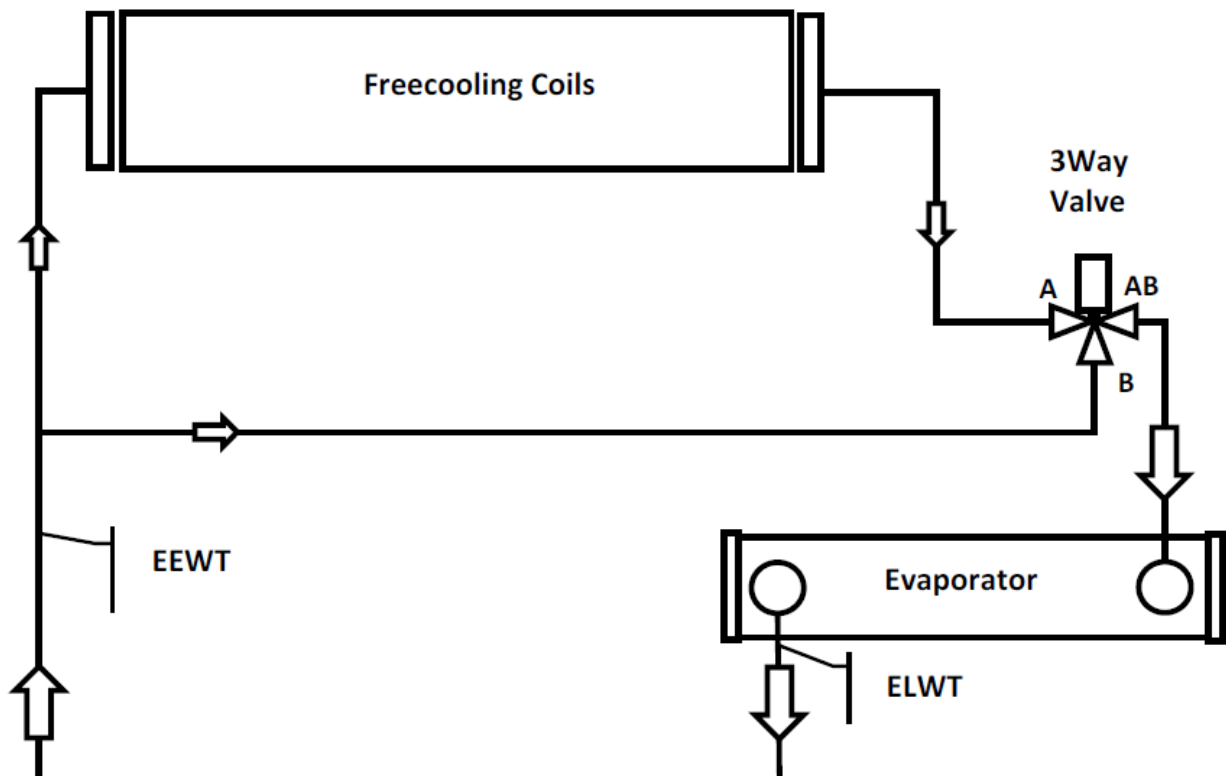 Freecooling Coils
3Way
Valve
A
AB
B
EEWT
Evaporator
ELWT